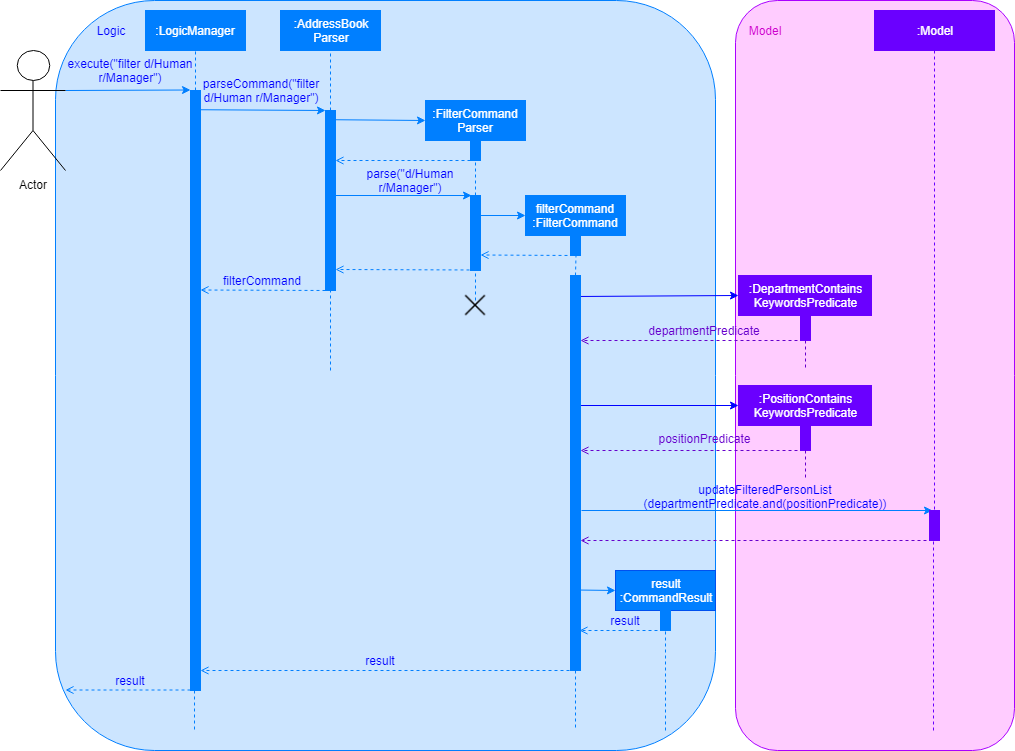 Logic
:LogicManager
:AddressBook
Parser
Model
:Model
execute("filter d/Human
r/Manager")
parseCommand("filter
d/Human r/Manager")
:FilterCommand
Parser
Actor
parse("d/Human
r/Manager")
filterCommand
:FilterCommand
filterCommand
:DepartmentContains
KeywordsPredicate
departmentPredicate
:PositionContains
KeywordsPredicate
positionPredicate
updateFilteredPersonList
(departmentPredicate.and(positionPredicate))
result
:CommandResult
result
result
result